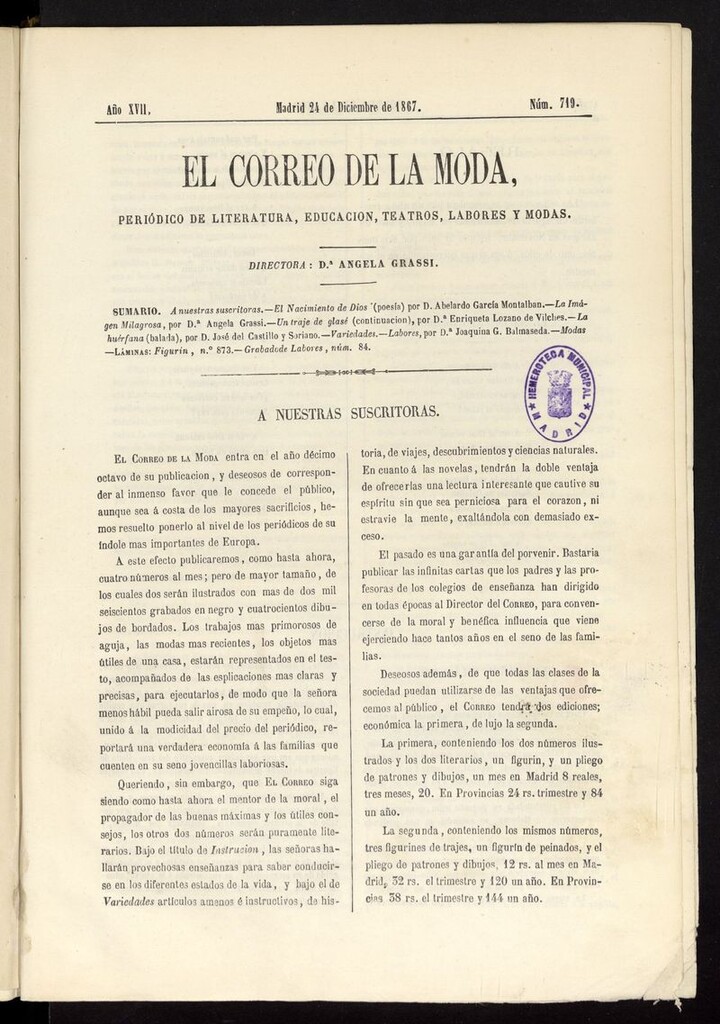 Año XVII,
Madrid 24 de Diciembre de 1867.
Núm. 719.
EL CORREO DE LA MODA,
PERIÓDICO DE LITERATURA, EDUCACION, TEATROS, LABORES Y MODAS.
DIRECTORA: D.ª ANGELA GRASSI.
SUMARIO. A nuestras suscritoras.—El Nacimiento de Dios (poesía) por D. Abelardo García Montalban.—La Imá-
gen Milagrosa, por D.ª Angela Grassi.—Un traje de glasé (continuacion), por D.ª Enriqueta Lozano de Vilches.—La
huérfana (balada), por D. José del Castillo y Soriano.—Variedades.—Labores, por D.ª Joaquina G. Balmaseda.—Modas
—LÁMINAS: Figurin, n.º 873.—Grabado de Labores, núm. 84.
HEMEROTECA MUNICIPAL
MADRID
A NUESTRAS SUSCRITORAS.
EL CORREO DE LA MODA entra en el año décimo
octavo de su publicacion, y deseosos de correspon-
der al inmenso favor que le concede el público,
aunque sea á costa de los mayores sacrificios, he-
mos resuelto ponerlo al nivel de los periódicos de su
índole mas importantes de Europa.
A este efecto publicaremos, como hasta ahora,
cuatro números al mes; pero de mayor tamaño, de
los cuales dos serán ilustrados con mas de dos mil
seiscientos grabados en negro y cuatrocientos dibu-
jos de bordados. Los trabajos mas primorosos de
aguja, las modas mas recientes, los objetos mas
útiles de una casa, estarán representados en el tes-
to, acompañados de las esplicaciones mas claras y
precisas, para ejecutarlos, de modo que la señora
menos hábil pueda salir airosa de su empeño, lo cual,
unido á la modicidad del precio del periódico, re-
portará una verdadera economía á las familias que
cuenten en su seno jovencillas laboriosas.
Queriendo, sin embargo, que EL CORREO siga
siendo como hasta ahora el mentor de la moral, el
propagador de las buenas máximas y los útiles con-
sejos, los otros dos números serán puramente lite-
rarios. Bajo el título de Instrucion, las señoras ha-
llarán provechosas enseñanzas para saber conducir-
se en los diferentes estados de la vida, y bajo el de
Variedades artículos amenos é instructivos, de his-
toria, de viajes, descubrimientos y ciencias naturales.
En cuanto á las novelas, tendrán la doble ventaja
de ofrecerlas una lectura interesante que cautive su
espíritu sin que sea perniciosa para el corazon, ni
estravie la mente, exaltándola con demasiado ex-
ceso.
El pasado es una garantía del porvenir. Bastaria
publicar las infinitas cartas que los padres y las pro-
fesoras de los colegios de enseñanza han dirigido
en todas épocas al Director del CORREO, para conven-
cerse de la moral y benéfica influencia que viene
ejerciendo hace tantos años en el seno de las fami-
lias.
Deseosos además, de que todas las clases de la
sociedad puedan utilizarse de las ventajas que ofre-
cemos al público, el CORREO tendrá dos ediciones;
económica la primera, de lujo la segunda.
La primera, conteniendo los dos números ilus-
trados y los dos literarios, un figurin, y un pliego
de patrones y dibujos, un mes en Madrid 8 reales,
tres meses, 20. En Provincias 24 rs. trimestre y 84
un año.
La segunda, conteniendo los mismos números,
tres figurines de trajes, un figurin de peinados, y el
pliego de patrones y dibujos, 12 rs. al mes en Ma-
drid, 32 rs. el trimestre y 120 un año. En Provin-
cias 38 rs. el trimestre y 144 un año.